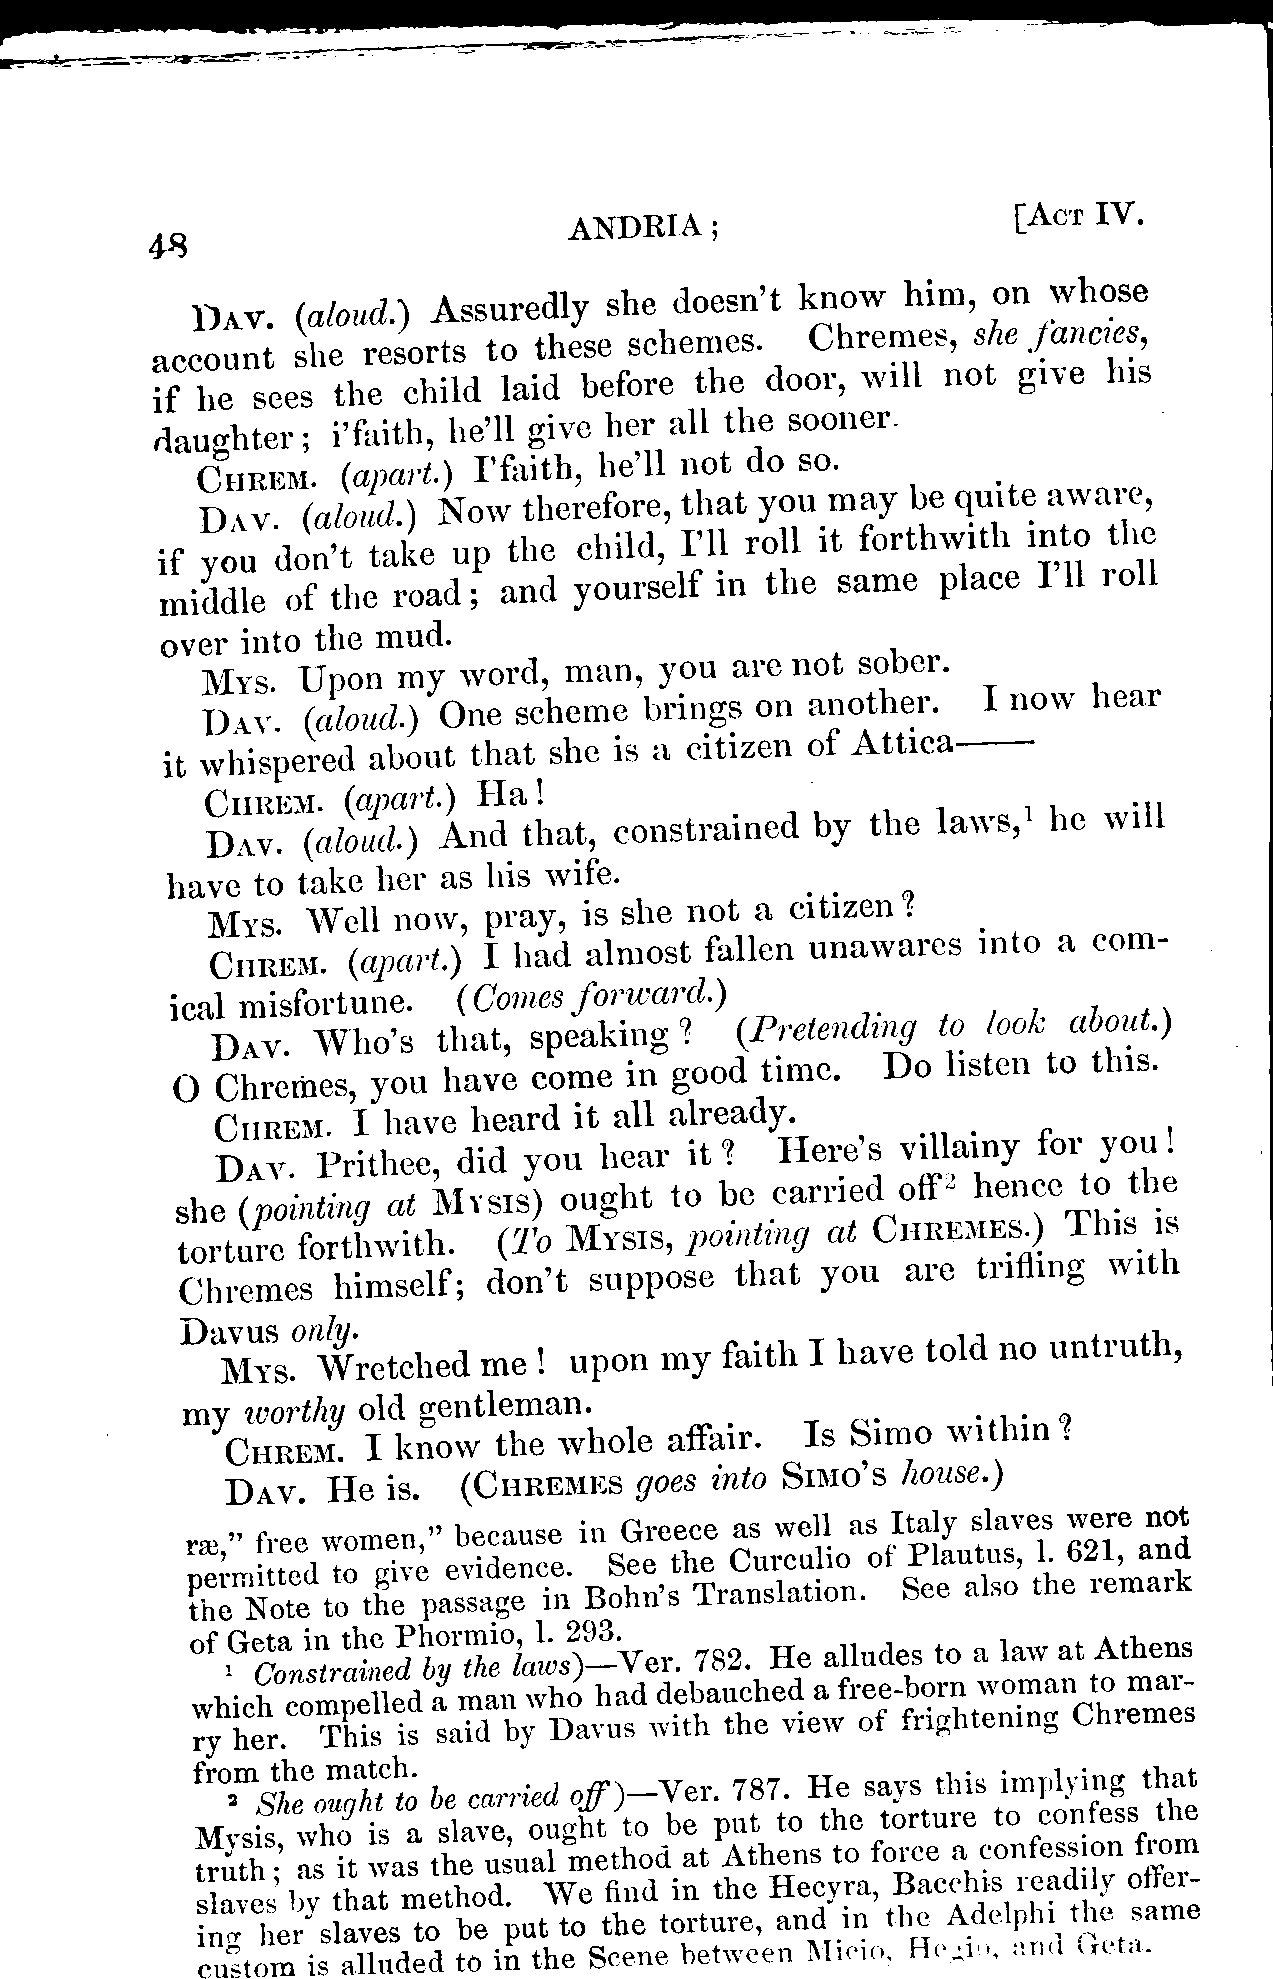 48 ANDRIA; [ACT IV.
DAV. (aloud.) Assuredly she doesn't know him, on whose
account she resorts to these schemes. Chremes, she fancies,
if he sees the child laid before the door, will not give his
daughter; i'faith, he'll give her all the sooner.
CHREM. (apart.) I'faith, he'll not do so.
DAV. (aloud.) Now therefore, that you may be quite aware,
if you don't take up the child, I'll roll it forthwith into the
middle of the road; and yourself in the same place I'll roll
over into the mud.
MYS. Upon my word, man, you are not sober.
DAV. (aloud.) One scheme brings on another. I now hear
it whispered about that she is a citizen of Attica——
CHREM. (apart.) Ha!
DAV. (aloud.) And that, constrained by the laws,¹ he will
have to take her as his wife.
MYS. Well now, pray, is she not a citizen?
CHREM. (apart.) I had almost fallen unawares into a com-
ical misfortune. (Comes forward.)
DAV. Who's that, speaking? (Pretending to look about.)
O Chremes, you have come in good time. Do listen to this.
CHREM. I have heard it all already.
DAV. Prithee, did you hear it? Here's villainy for you!
she (pointing at MYSIS) ought to be carried off² hence to the
torture forthwith. (To MYSIS, pointing at CHREMES.) This is
Chremes himself; don't suppose that you are trifling with
Davus only.
MYS. Wretched me! upon my faith I have told no untruth,
my worthy old gentleman.
CHREM. I know the whole affair. Is Simo within?
DAV. He is. (CHREMES goes into SIMO'S house.)
ræ," free women," because in Greece as well as Italy slaves were not
permitted to give evidence. See the Curculio of Plautus, l. 621, and
the Note to the passage in Bohn's Translation. See also the remark
of Geta in the Phormio, l. 293.
¹ Constrained by the laws)—Ver. 782. He alludes to a law at Athens
which compelled a man who had debauched a free-born woman to mar-
ry her. This is said by Davus with the view of frightening Chremes
from the match.
² She ought to be carried off)—Ver. 787. He says this implying that
Mysis, who is a slave, ought to be put to the torture to confess the
truth; as it was the usual method at Athens to force a confession from
slaves by that method. We find in the Hecyra, Bacchis readily offer-
ing her slaves to be put to the torture, and in the Adelphi the same
custom is alluded to in the Scene between Micio, Hegio, and Geta.